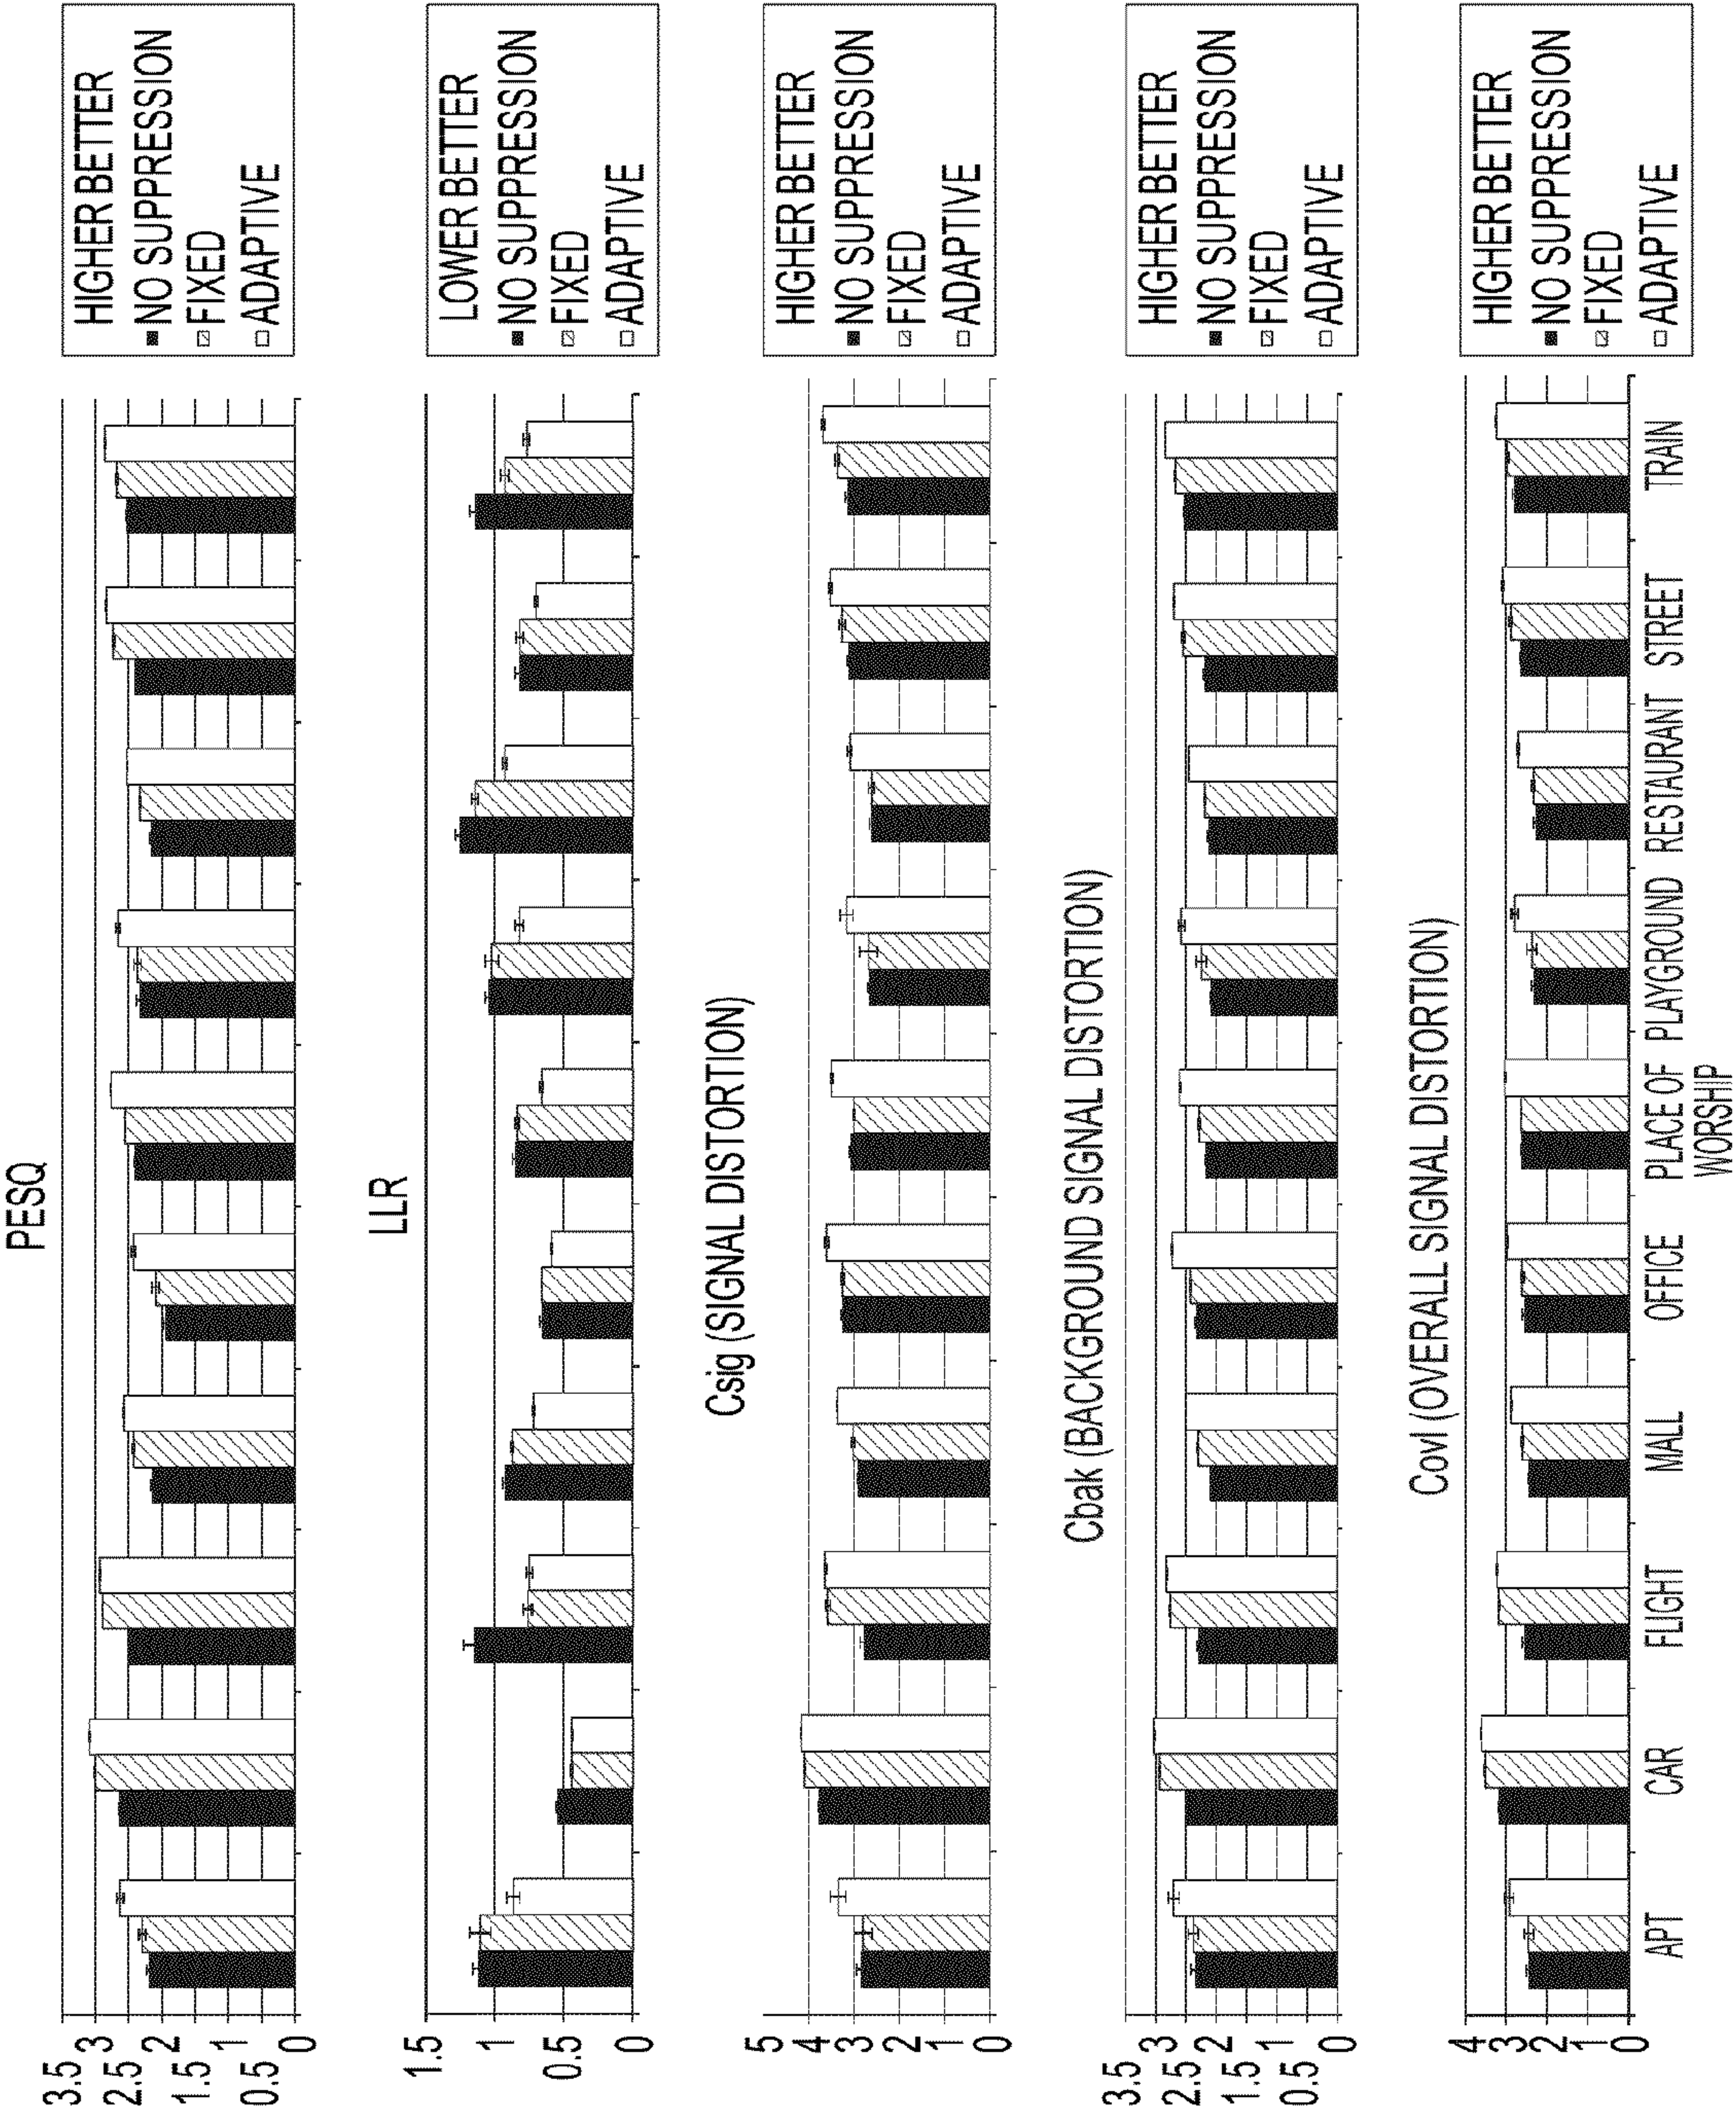 PESQ
3.5
3
2.5
2
1.5
1
0.5
0
HIGHER BETTER
NO SUPPRESSION
FIXED
ADAPTIVE
LLR
1.5
1
0.5
0
LOWER BETTER
NO SUPPRESSION
FIXED
ADAPTIVE
Csig (SIGNAL DISTORTION)
5
4
3
2
1
0
HIGHER BETTER
NO SUPPRESSION
FIXED
ADAPTIVE
Cbak (BACKGROUND SIGNAL DISTORTION)
3.5
3
2.5
2
1.5
1
0.5
0
HIGHER BETTER
NO SUPPRESSION
FIXED
ADAPTIVE
Covl (OVERALL SIGNAL DISTORTION)
4
3
2
1
0
HIGHER BETTER
NO SUPPRESSION
FIXED
ADAPTIVE
APT CAR FLIGHT MALL OFFICE PLACE OF PLAYGROUND RESTAURANT STREET TRAIN
WORSHIP